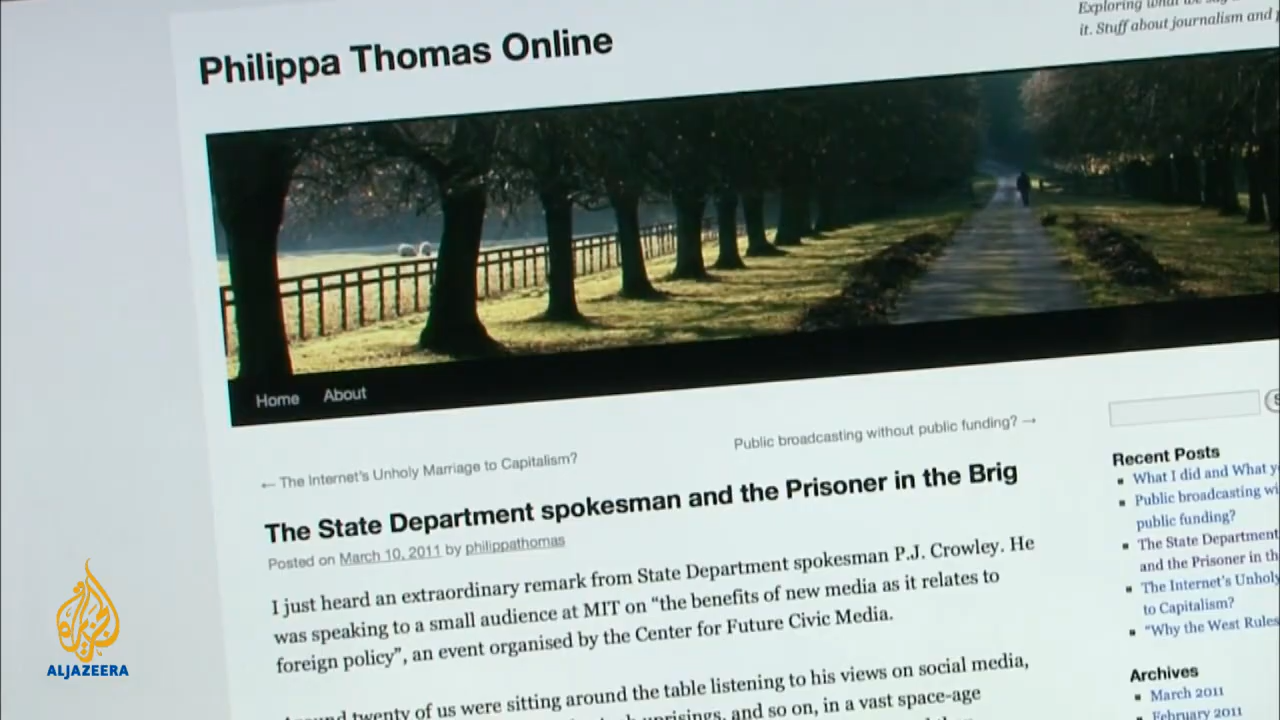 Philippa Thomas Online
Exploring what we say
it. Stuff about journalism and
Home About
← The Internet's Unholy Marriage to Capitalism?
Public broadcasting without public funding? →
The State Department spokesman and the Prisoner in the Brig
Posted on March 10, 2011 by philippathomas
I just heard an extraordinary remark from State Department spokesman P.J. Crowley. He
was speaking to a small audience at MIT on “the benefits of new media as it relates to
foreign policy”, an event organised by the Center for Future Civic Media.
twenty of us were sitting around the table listening to his views on social media,
uprisings, and so on, in a vast space-age
Recent Posts
What I did and What
Public broadcasting
public funding?
The State Department
and the Prisoner in
The Internet's Unholy
to Capitalism?
“Why the West Rules
Archives
March 2011
February 2011
ALJAZEERA
الجزيرة